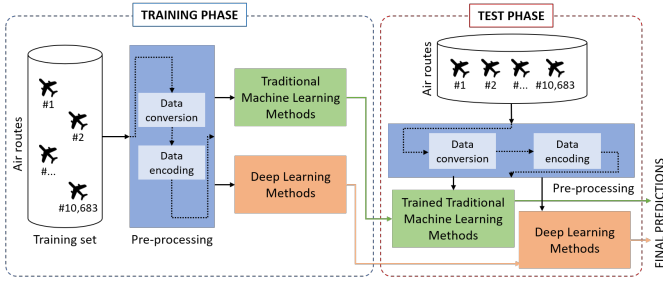 TRAINING PHASE
Air routes
#1
#2
#...
#10,683
Training set
Data
conversion
Data
encoding
Pre-processing
Traditional
Machine Learning
Methods
Deep Learning
Methods
TEST PHASE
Air routes
#1
#2
#...
#10,683
Data
conversion
Data
encoding
Pre-processing
Trained Traditional
Machine Learning
Methods
Deep Learning
Methods
FINAL PREDICTIONS